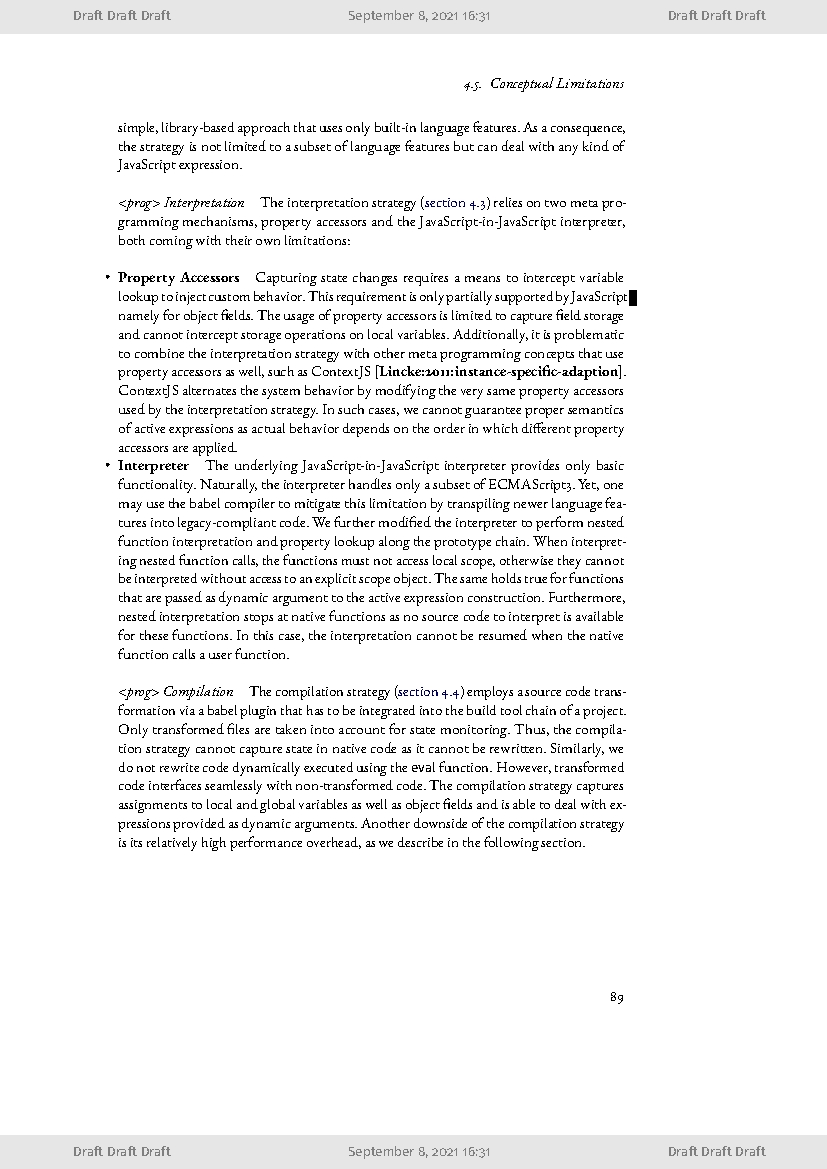 Draft Draft Draft September 8, 2021 16:31 Draft Draft Draft
4.5. Conceptual Limitations
simple, library-based approach that uses only built-in language features. As a consequence,
the strategy is not limited to a subset of language features but can deal with any kind of
JavaScript expression.
<prog> Interpretation The interpretation strategy (section 4.3) relies on two meta pro-
gramming mechanisms, property accessors and the JavaScript-in-JavaScript interpreter,
both coming with their own limitations:
• Property Accessors Capturing state changes requires a means to intercept variable
lookup to inject custom behavior. This requirement is only partially supported by JavaScript
namely for object fields. The usage of property accessors is limited to capture field storage
and cannot intercept storage operations on local variables. Additionally, it is problematic
to combine the interpretation strategy with other meta programming concepts that use
property accessors as well, such as ContextJS [Lincke:2011:instance-specific-adaption].
ContextJS alternates the system behavior by modifying the very same property accessors
used by the interpretation strategy. In such cases, we cannot guarantee proper semantics
of active expressions as actual behavior depends on the order in which different property
accessors are applied.
• Interpreter The underlying JavaScript-in-JavaScript interpreter provides only basic
functionality. Naturally, the interpreter handles only a subset of ECMAScript3. Yet, one
may use the babel compiler to mitigate this limitation by transpiling newer language fea-
tures into legacy-compliant code. We further modified the interpreter to perform nested
function interpretation and property lookup along the prototype chain. When interpret-
ing nested function calls, the functions must not access local scope, otherwise they cannot
be interpreted without access to an explicit scope object. The same holds true for functions
that are passed as dynamic argument to the active expression construction. Furthermore,
nested interpretation stops at native functions as no source code to interpret is available
for these functions. In this case, the interpretation cannot be resumed when the native
function calls a user function.
<prog> Compilation The compilation strategy (section 4.4) employs a source code trans-
formation via a babel plugin that has to be integrated into the build tool chain of a project.
Only transformed files are taken into account for state monitoring. Thus, the compila-
tion strategy cannot capture state in native code as it cannot be rewritten. Similarly, we
do not rewrite code dynamically executed using the eval function. However, transformed
code interfaces seamlessly with non-transformed code. The compilation strategy captures
assignments to local and global variables as well as object fields and is able to deal with ex-
pressions provided as dynamic arguments. Another downside of the compilation strategy
is its relatively high performance overhead, as we describe in the following section.
89
Draft Draft Draft September 8, 2021 16:31 Draft Draft Draft